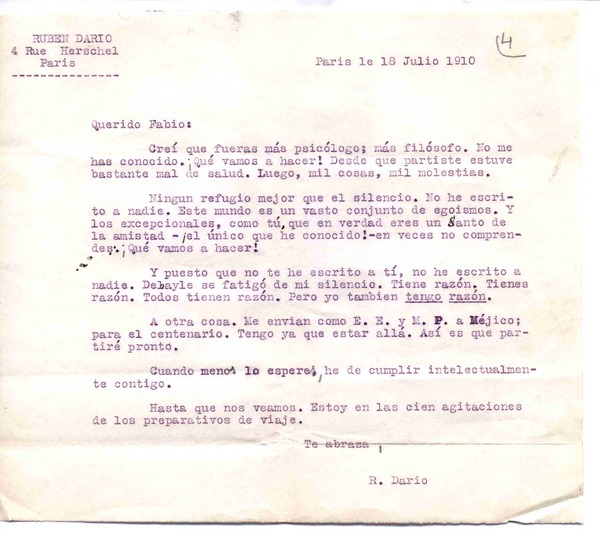 RUBEN DARIO
4 Rue Herschel
Paris
---------------
4
Paris le 18 Julio 1910
Querido Fabio:
Creí que fueras más psicólogo; más filósofo. No me
has conocido.¡Qué vamos a hacer! Desde que partiste estuve
bastante mal de salud. Luego, mil cosas, mil molestias.
Ningun refugio mejor que el silencio. No he escri-
to a nadie. Este mundo es un vasto conjunto de egoismos. Y
los excepcionales, como tú, que en verdad eres un Santo de
la amistad -¡el único que he conocido!-en veces no compren-
des.¡Qué vamos a hacer!
Y puesto que no te he escrito a tí, no he escrito a
nadie. Debayle se fatigó de mi silencio. Tiene razón. Tienes
razón. Todos tienen razón. Pero yo tambien tengo razón.
A otra cosa. Me envian como E. E. y M. P. a Méjico;
para el centenario. Tengo ya que estar allá. Así es que par-
tiré pronto.
Cuando menos lo esperes, he de cumplir intelectualmen-
te contigo.
Hasta que nos veamos. Estoy en las cien agitaciones
de los preparativos de viaje.
Te abraza,
R. Dario